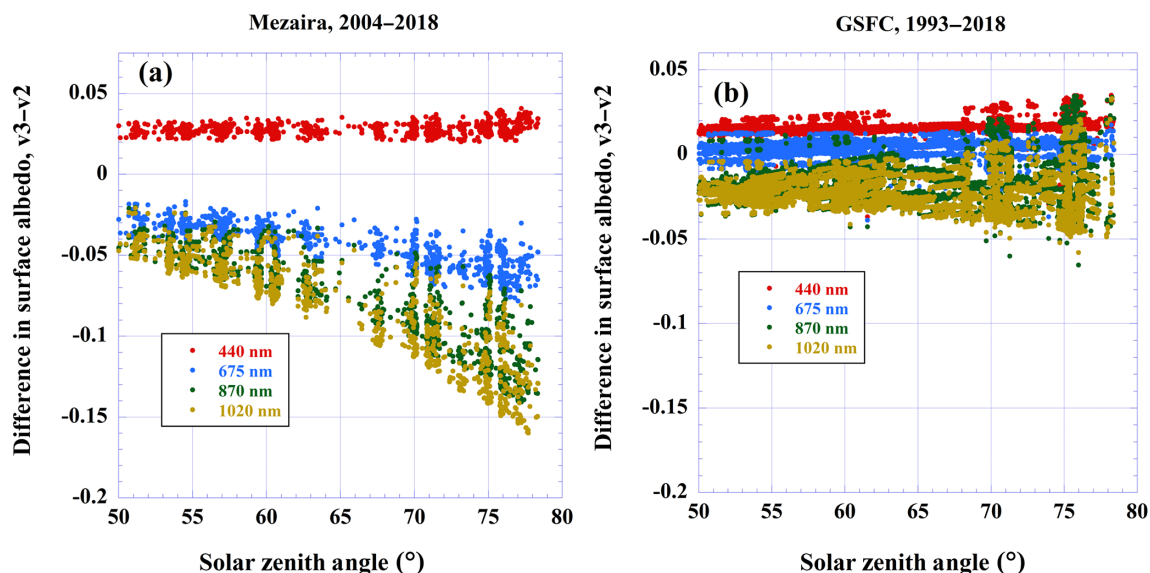 Mezaira, 2004–2018
(a)
Difference in surface albedo, v3–v2
0.05
0
-0.05
-0.1
-0.15
-0.2
440 nm
675 nm
870 nm
1020 nm
50 55 60 65 70 75 80
Solar zenith angle (°)
GSFC, 1993–2018
(b)
Difference in surface albedo, v3–v2
0.05
0
-0.05
-0.1
-0.15
-0.2
440 nm
675 nm
870 nm
1020 nm
50 55 60 65 70 75 80
Solar zenith angle (°)